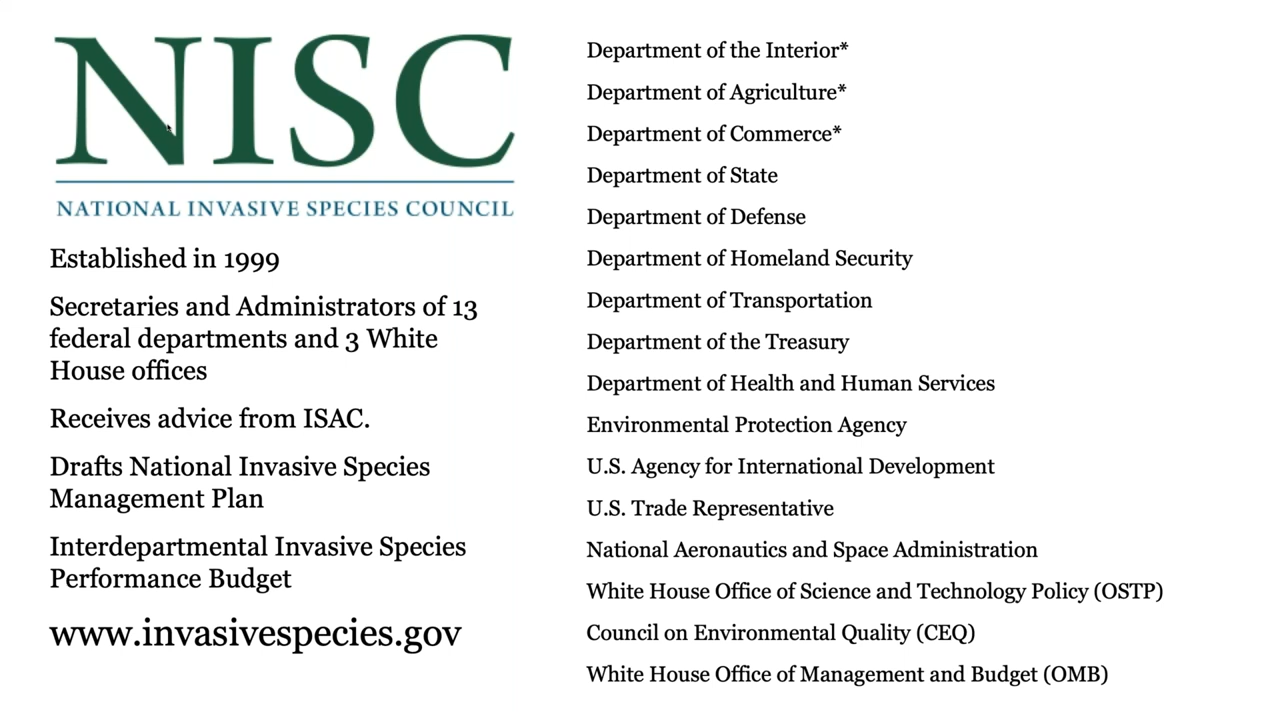 NISC
NATIONAL INVASIVE SPECIES COUNCIL
Established in 1999
Secretaries and Administrators of 13
federal departments and 3 White
House offices
Receives advice from ISAC.
Drafts National Invasive Species
Management Plan
Interdepartmental Invasive Species
Performance Budget
www.invasivespecies.gov
Department of the Interior*
Department of Agriculture*
Department of Commerce*
Department of State
Department of Defense
Department of Homeland Security
Department of Transportation
Department of the Treasury
Department of Health and Human Services
Environmental Protection Agency
U.S. Agency for International Development
U.S. Trade Representative
National Aeronautics and Space Administration
White House Office of Science and Technology Policy (OSTP)
Council on Environmental Quality (CEQ)
White House Office of Management and Budget (OMB)